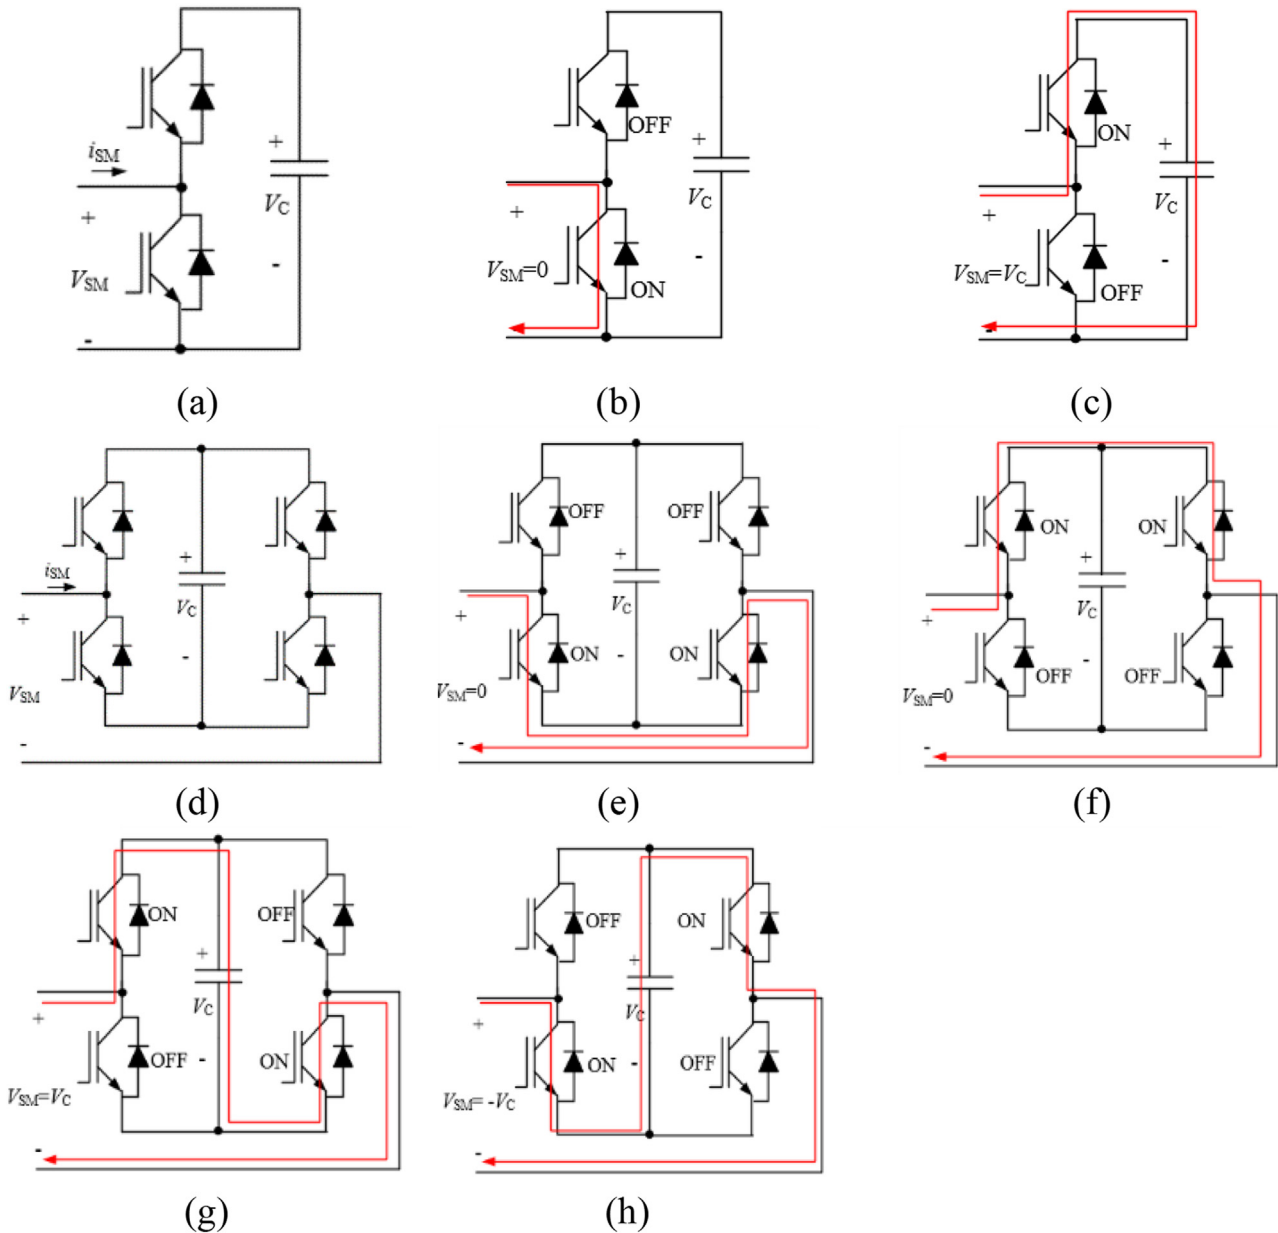 iSM
+
VSM
-
+
VC
-
(a)
OFF
+
VSM=0
ON
+
VC
-
(b)
ON
+
VSM=VC
OFF
-
+
VC
-
(c)
iSM
+
VSM
-
+
VC
-
(d)
OFF
OFF
+
VSM=0
-
ON
ON
+
VC
-
(e)
ON
ON
+
VSM=0
-
OFF
OFF
+
VC
-
(f)
ON
OFF
+
VSM=VC
-
OFF
ON
+
VC
-
(g)
OFF
ON
+
VSM= -VC
-
ON
OFF
+
VC
-
(h)